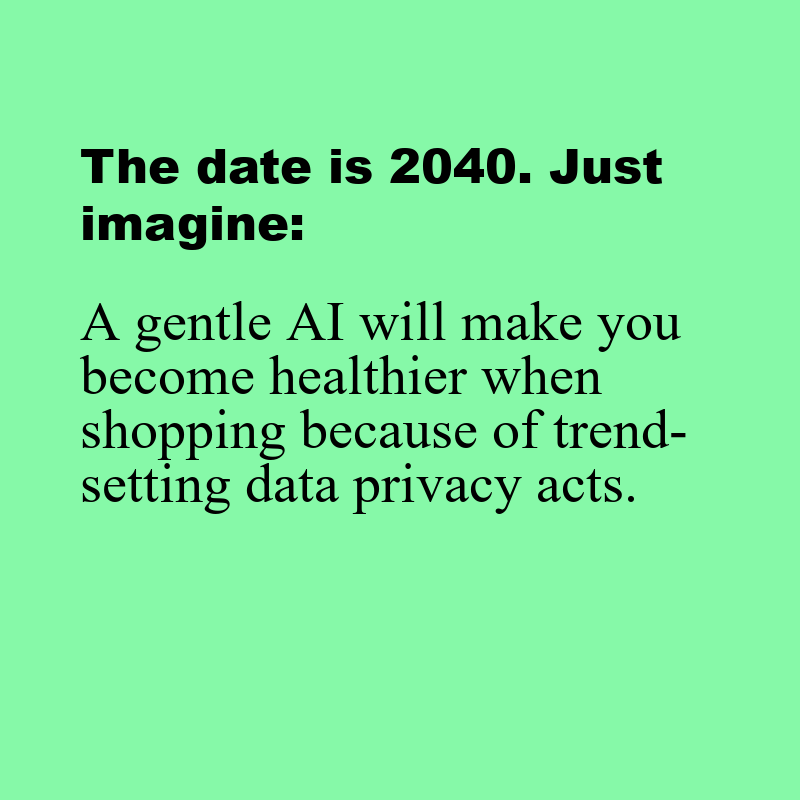 The date is 2040. Just
imagine:
A gentle AI will make you
become healthier when
shopping because of trend-
setting data privacy acts.